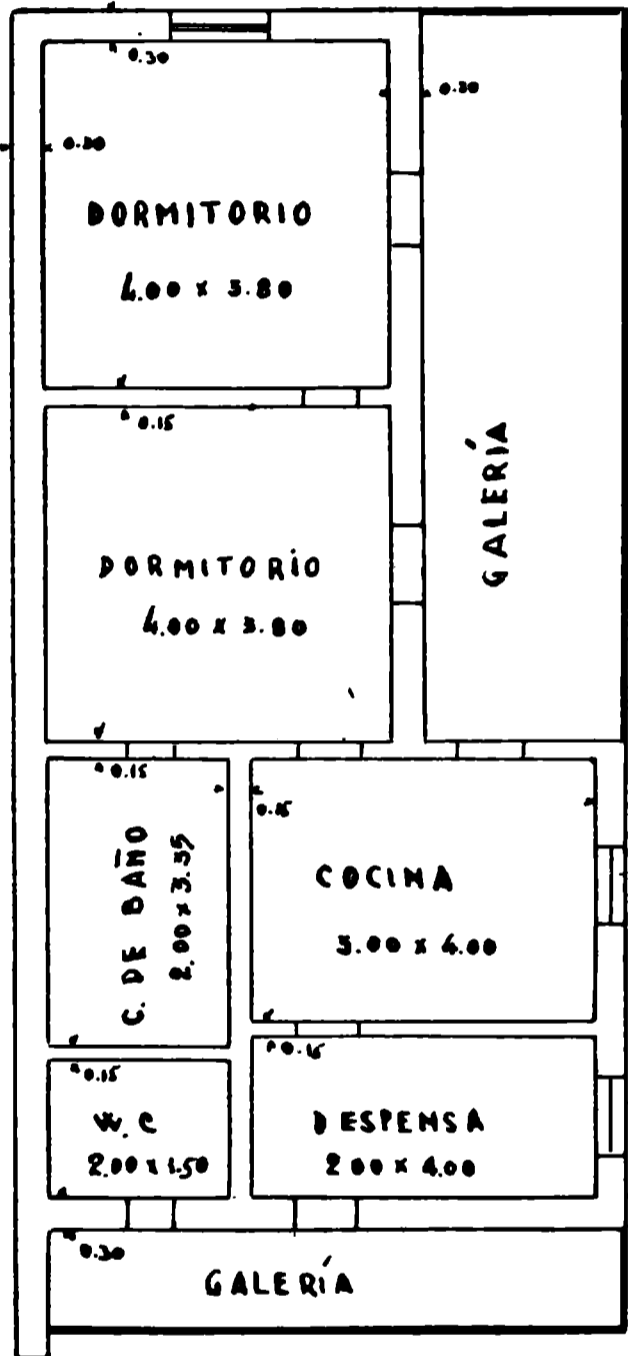 0.30
0.30
0.30
DORMITORIO
4.00 x 3.80
0.15
GALERÍA
DORMITORIO
4.00 x 3.80
0.15
0.15
C. DE BAÑO
2.00 x 3.35
COCINA
3.00 x 4.00
0.15
0.15
W.C
2.00 x 1.50
DESPENSA
2.00 x 4.00
0.30
GALERÍA